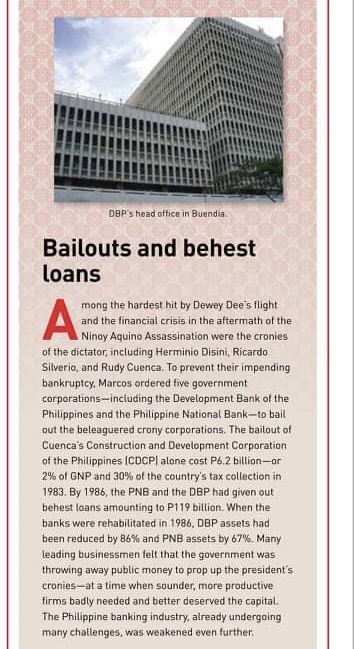 DBP's head office in Buendia.
Bailouts and behest
loans
Among the hardest hit by Dewey Dee's flight
and the financial crisis in the aftermath of the
Ninoy Aquino Assassination were the cronies
of the dictator, including Herminio Disini, Ricardo
Silverio, and Rudy Cuenca. To prevent their impending
bankruptcy, Marcos ordered five government
corporations—including the Development Bank of the
Philippines and the Philippine National Bank—to bail
out the beleaguered crony corporations. The bailout of
Cuenca's Construction and Development Corporation
of the Philippines (CDCP) alone cost P6.2 billion—or
2% of GNP and 30% of the country's tax collection in
1983. By 1986, the PNB and the DBP had given out
behest loans amounting to P119 billion. When the
banks were rehabilitated in 1986, DBP assets had
been reduced by 86% and PNB assets by 67%. Many
leading businessmen felt that the government was
throwing away public money to prop up the president's
cronies—at a time when sounder, more productive
firms badly needed and better deserved the capital.
The Philippine banking industry, already undergoing
many challenges, was weakened even further.